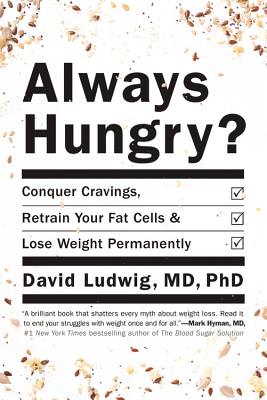 Always
Hungry?
Conquer Cravings,
Retrain Your Fat Cells &
Lose Weight Permanently
David Ludwig, MD, PhD
“A brilliant book that shatters every myth about weight loss. Read it
to end your struggles with weight once and for all.”—Mark Hyman, MD,
#1 New York Times bestselling author of The Blood Sugar Solution